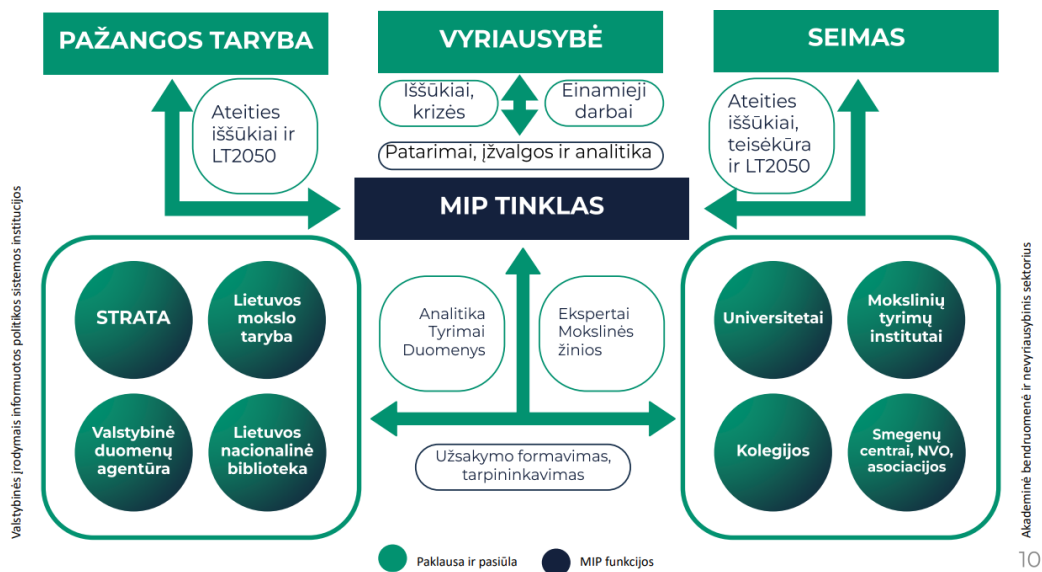 PAŽANGOS TARYBA
VYRIAUSYBĖ
SEIMAS
Ateities
iššūkiai ir
LT2050
Iššūkiai,
krizės
Einamieji
darbai
Ateities
iššūkiai,
teisėkūra
ir LT2050
Patarimai, įžvalgos ir analitika
MIP TINKLAS
Valstybinės įrodymais informuotos politikos sistemos institucijos
STRATA
Lietuvos
mokslo
taryba
Valstybinė
duomenų
agentūra
Lietuvos
nacionalinė
biblioteka
Analitika
Tyrimai
Duomenys
Ekspertai
Mokslinės
žinios
Užsakymo formavimas,
tarpininkavimas
Universitetai
Mokslinių
tyrimų
institutai
Kolegijos
Smegenų
centrai, NVO,
asociacijos
Akademinė bendruomenė ir nevyriausybinis sektorius
Paklausa ir pasiūla
MIP funkcijos
10